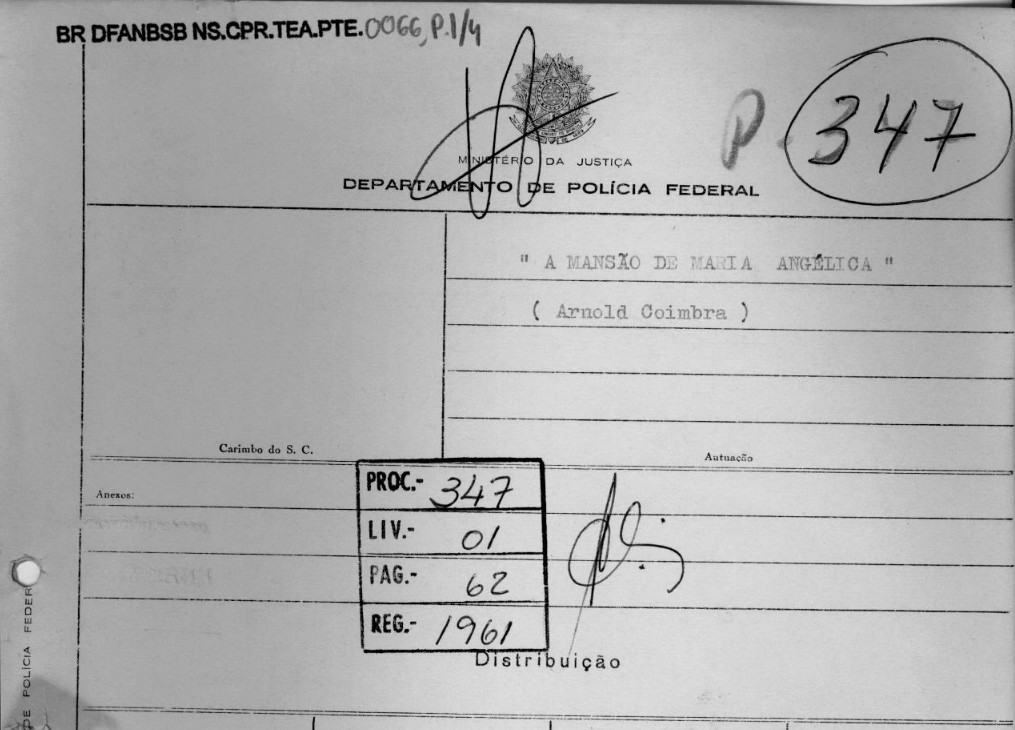 BR DFANBSB NS.CPR.TEA.PTE.0066, P.1/4
P. 347
MINISTÉRIO DA JUSTIÇA
DEPARTAMENTO DE POLÍCIA FEDERAL
" A MANSÃO DE MARIA ANGÉLICA "
( Arnold Coimbra )
Carimbo do S. C.
Autuação
Anexos:
PROC.- 347
LIV.- 01
PAG.- 62
REG.- 1961
Distribuição
DE POLÍCIA FEDER